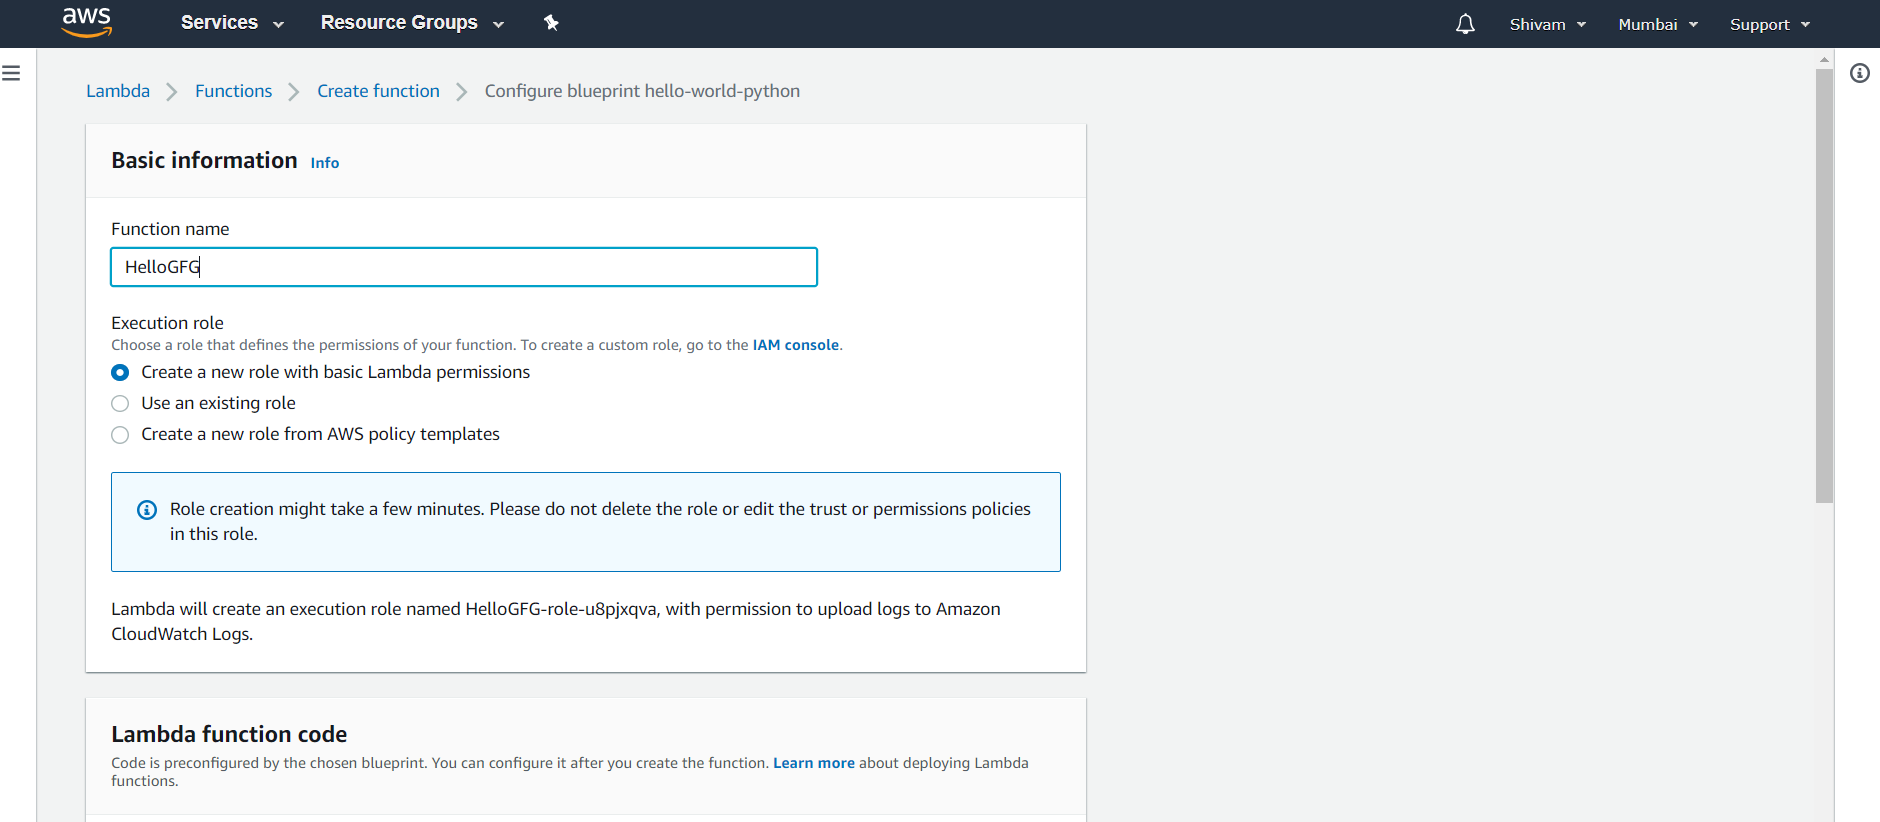 aws Services Resource Groups Shivam Mumbai Support
Lambda Functions Create function Configure blueprint hello-world-python
Basic information Info
Function name
HelloGFG
Execution role
Choose a role that defines the permissions of your function. To create a custom role, go to the IAM console.
Create a new role with basic Lambda permissions
Use an existing role
Create a new role from AWS policy templates
Role creation might take a few minutes. Please do not delete the role or edit the trust or permissions policies
in this role.
Lambda will create an execution role named HelloGFG-role-u8pjxqva, with permission to upload logs to Amazon
CloudWatch Logs.
Lambda function code
Code is preconfigured by the chosen blueprint. You can configure it after you create the function. Learn more about deploying Lambda
functions.